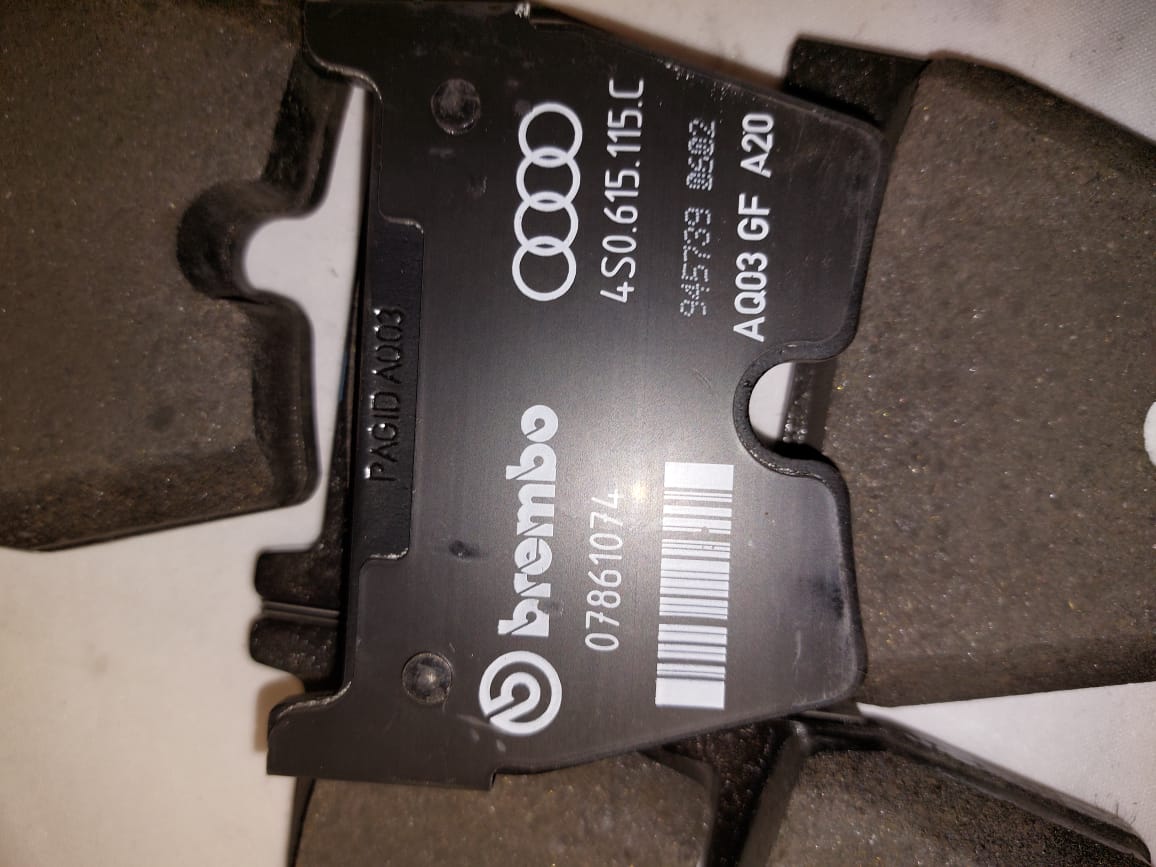 4S0.615.115.C
945739 0602
AQ03 GF A20
brembo
07861074
PAGID AQ03